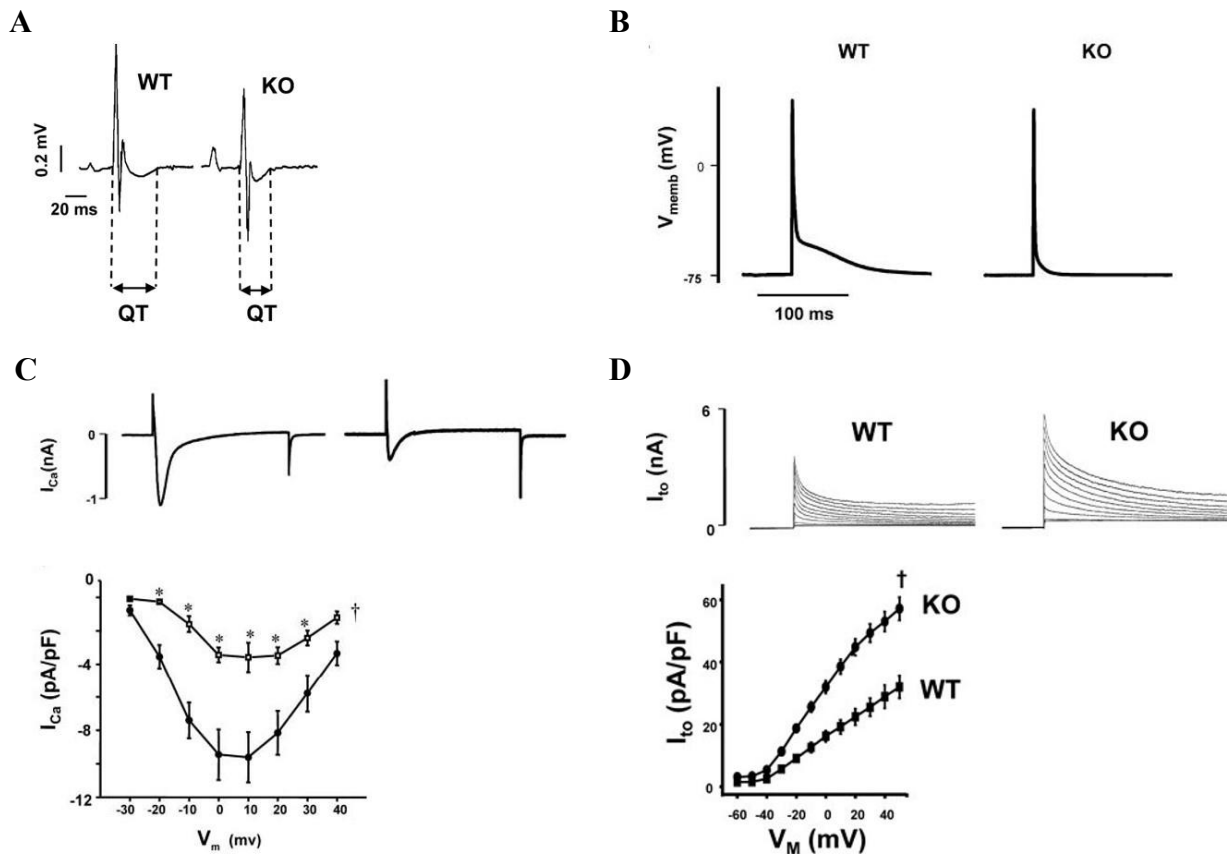 A
WT
KO
0.2 mV
20 ms
QT
QT
B
WT
KO
V_memb (mV)
0
-75
100 ms
C
I_Ca(nA)
0
-1
I_Ca (pA/pF)
0
-4
-8
-12
* * * * * * †
-30 -20 -10 0 10 20 30 40
V_m (mv)
D
I_to (nA)
6
0
WT
KO
I_to (pA/pF)
60
40
20
0
†
KO
WT
-60 -40 -20 0 20 40
V_M (mV)